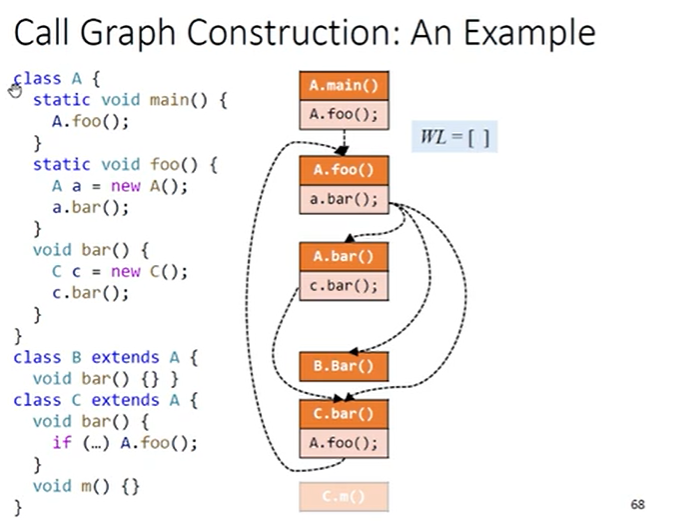 Call Graph Construction: An Example
class A {
static void main() {
A.foo();
}
static void foo() {
A a = new A();
a.bar();
}
void bar() {
C c = new C();
c.bar();
}
}
class B extends A {
void bar() {} }
class C extends A {
void bar() {
if (…) A.foo();
}
void m() {}
}
A.main()
A.foo();
WL = [ ]
A.foo()
a.bar();
A.bar()
c.bar();
B.Bar()
C.bar()
A.foo();
C.m()
68